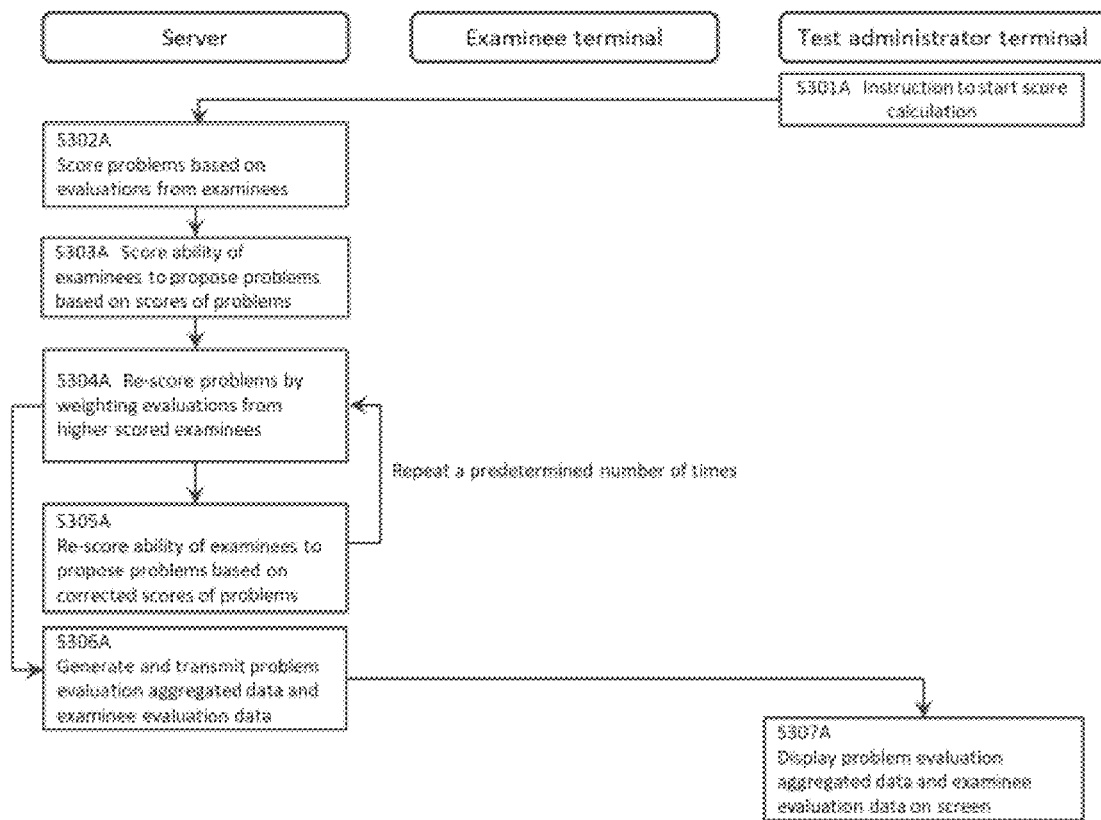 Server
Examinee terminal
Test administrator terminal
S301A Instruction to start score
calculation
S302A
Score problems based on
evaluations from examinees
S303A Score ability of
examinees to propose problems
based on scores of problems
S304A Re-score problems by
weighting evaluations from
higher scored examinees
Repeat a predetermined number of times
S305A
Re-score ability of examinees to
propose problems based on
corrected scores of problems
S306A
Generate and transmit problem
evaluation aggregated data and
examinee evaluation data
S307A
Display problem evaluation
aggregated data and examinee
evaluation data on screen